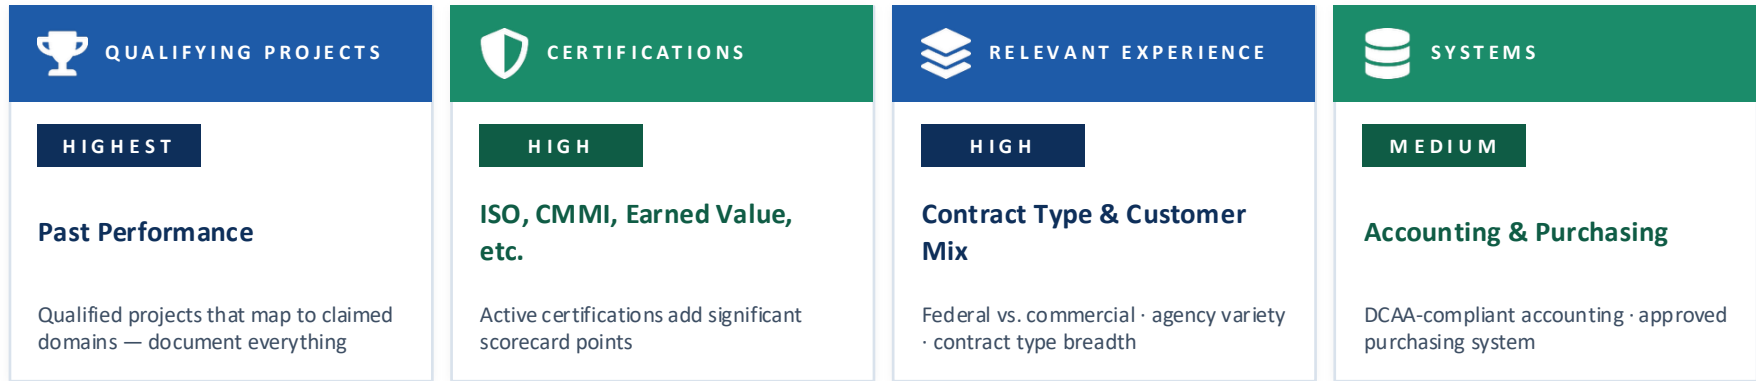 QUALIFYING PROJECTS
HIGHEST
Past Performance
Qualified projects that map to claimed
domains — document everything
CERTIFICATIONS
HIGH
ISO, CMMI, Earned Value,
etc.
Active certifications add significant
scorecard points
RELEVANT EXPERIENCE
HIGH
Contract Type & Customer
Mix
Federal vs. commercial · agency variety
· contract type breadth
SYSTEMS
MEDIUM
Accounting & Purchasing
DCAA-compliant accounting · approved
purchasing system